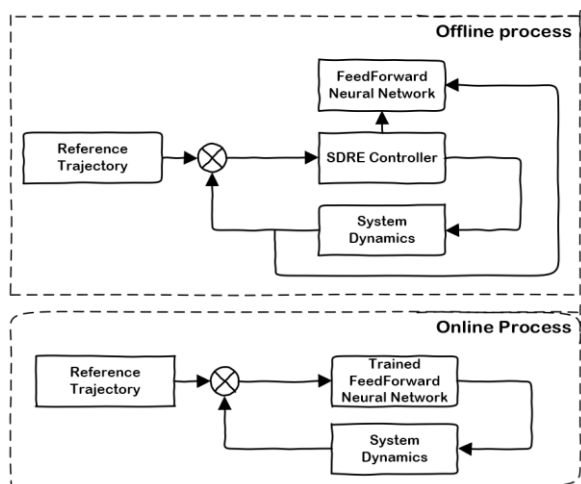 Offline process
FeedForward
Neural Network
Reference
Trajectory
SDRE Controller
System
Dynamics
Online Process
Reference
Trajectory
Trained
FeedForward
Neural Network
System
Dynamics